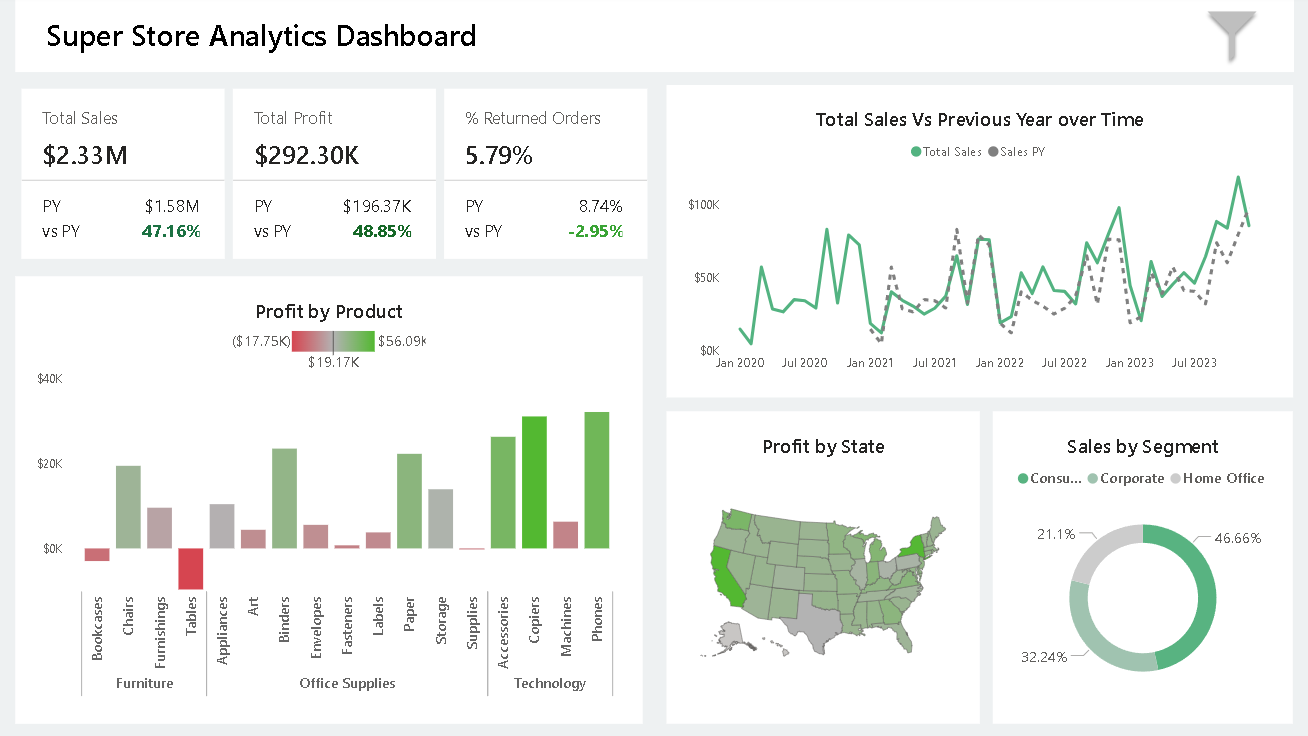 Super Store Analytics Dashboard
Total Sales
$2.33M
PY $1.58M
vs PY 47.16%
Total Profit
$292.30K
PY $196.37K
vs PY 48.85%
% Returned Orders
5.79%
PY 8.74%
vs PY -2.95%
Total Sales Vs Previous Year over Time
Total Sales Sales PY
$100K
$50K
$0K
Jan 2020 Jul 2020 Jan 2021 Jul 2021 Jan 2022 Jul 2022 Jan 2023 Jul 2023
Profit by Product
($17.75K) $56.09K
$19.17K
$40K
$20K
$0K
Bookcases
Chairs
Furnishings
Tables
Appliances
Art
Binders
Envelopes
Fasteners
Labels
Paper
Storage
Supplies
Accessories
Copiers
Machines
Phones
Furniture Office Supplies Technology
Profit by State
Sales by Segment
Consu... Corporate Home Office
21.1%
46.66%
32.24%